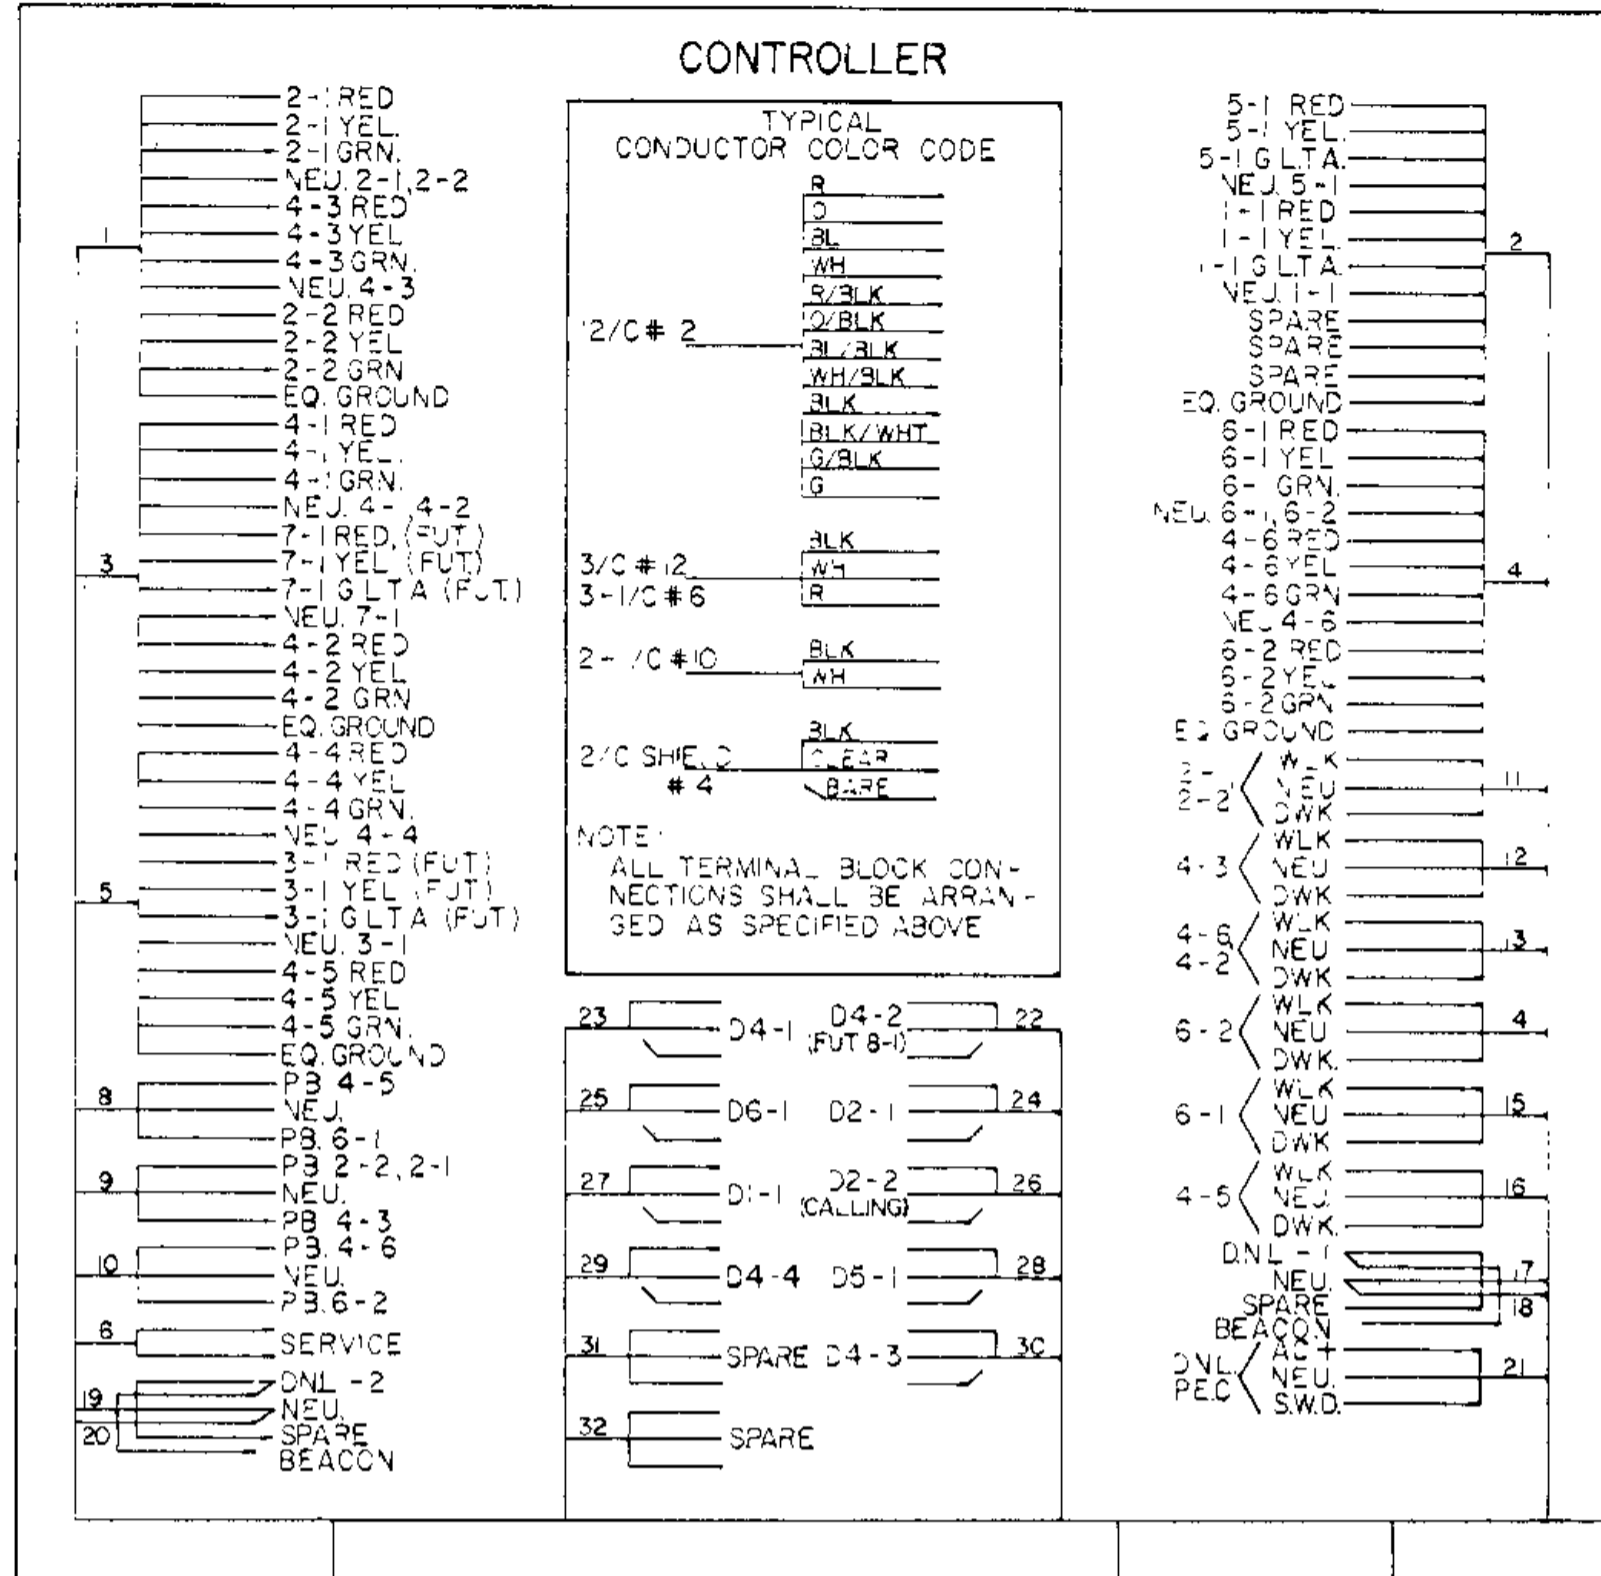 CONTROLLER
1
2-1 RED
2-1 YEL.
2-1 GRN.
NEU. 2-1, 2-2
4-3 RED
4-3 YEL
4-3 GRN.
NEU. 4-3
2-2 RED
2-2 YEL
2-2 GRN
EQ. GROUND
3
4-1 RED
4-1 YEL.
4-1 GRN.
NEU. 4- , 4-2
7-1 RED, (FUT.)
7-1 YEL (FUT.)
7-1 G LTA (FUT.)
NEU. 7-1
4-2 RED
4-2 YEL
4-2 GRN
EQ. GROUND
5
4-4 RED
4-4 YEL
4-4 GRN.
NEU 4-4
3-1 RED (FUT)
3-1 YEL (FUT)
3-1 G LTA (FUT)
NEU. 3-1
4-5 RED
4-5 YEL
4-5 GRN.
EQ. GROUND
8
PB 4-5
NEU.
PB. 6-1
9
PB 2-2, 2-1
NEU.
PB 4-3
10
PB. 4-6
NEU.
PB. 6-2
6
SERVICE
19
20
DNL -2
NEU.
SPARE
BEACON
TYPICAL
CONDUCTOR COLOR CODE
12/C # 2
R
O
BL
WH
R/BLK
O/BLK
BL/BLK
WH/BLK
BLK
BLK/WHT
G/BLK
G
3/C # 12
3-1/C # 6
BLK
WH
R
2- /C # 10
BLK
WH
2/C SHIELD
# 4
BLK
CLEAR
BARE
NOTE:
ALL TERMINAL BLOCK CON-
NECTIONS SHALL BE ARRAN-
GED AS SPECIFIED ABOVE
23 D4-1 D4-2 22
(FUT 8-1)
25 D6-1 D2-1 24
27 D1-1 D2-2 26
(CALLING)
29 D4-4 D5-1 28
31 SPARE D4-3 30
32 SPARE
2
5-1 RED
5-1 YEL.
5-1 G LTA.
NEU. 5-1
1-1 RED
1-1 YEL.
1-1 G LTA.
NEU. 1-1
SPARE
SPARE
SPARE
EQ. GROUND
4
6-1 RED
6-1 YEL
6- GRN.
NEU. 6-1, 6-2
4-6 RED
4-6 YEL
4-6 GRN
NEU 4-6
6-2 RED
6-2 YEL
6-2 GRN
EQ GROUND
2-2
WLK
NEU
DWK
11
4-3
WLK
NEU
DWK
12
4-6
4-2
WLK
NEU
DWK
13
6-2
WLK
NEU
DWK
4
6-1
WLK
NEU
DWK
15
4-5
WLK
NEU
DWK
16
DNL -1
NEU.
SPARE
BEACON
17
18
DNL
PEC
AC+
NEU.
S.W.D.
21